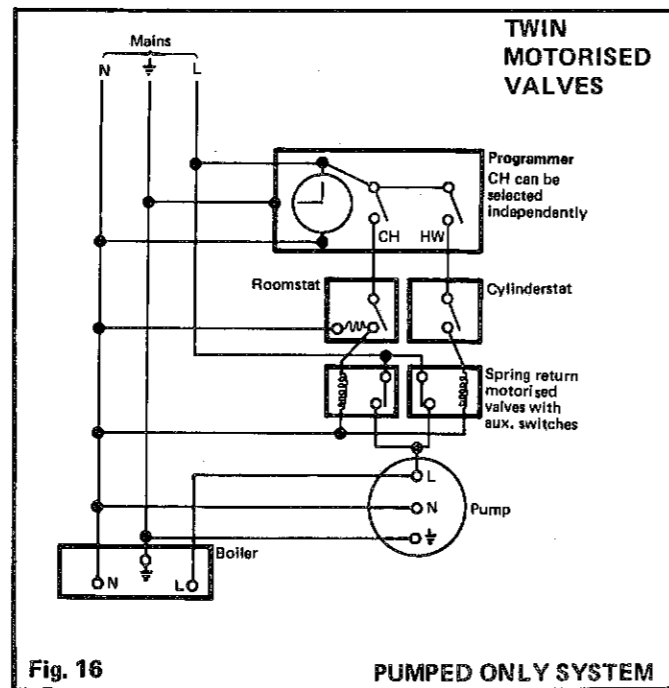 TWIN
MOTORISED
VALVES
Mains
N
L
Programmer
CH can be
selected
independently
CH
HW
Roomstat
Cylinderstat
Spring return
motorised
valves with
aux. switches
L
N
Pump
Boiler
N
L
Fig. 16
PUMPED ONLY SYSTEM